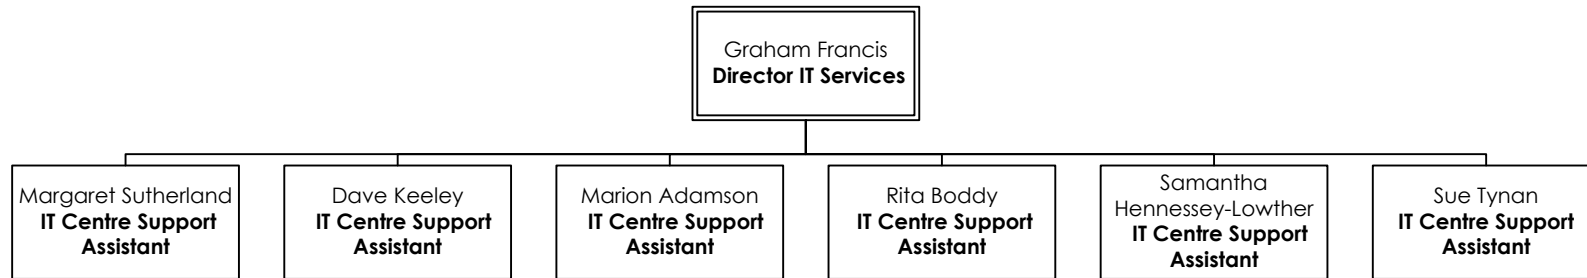 Graham Francis
Director IT Services
Margaret Sutherland
IT Centre Support
Assistant
Dave Keeley
IT Centre Support
Assistant
Marion Adamson
IT Centre Support
Assistant
Rita Boddy
IT Centre Support
Assistant
Samantha
Hennessey-Lowther
IT Centre Support
Assistant
Sue Tynan
IT Centre Support
Assistant